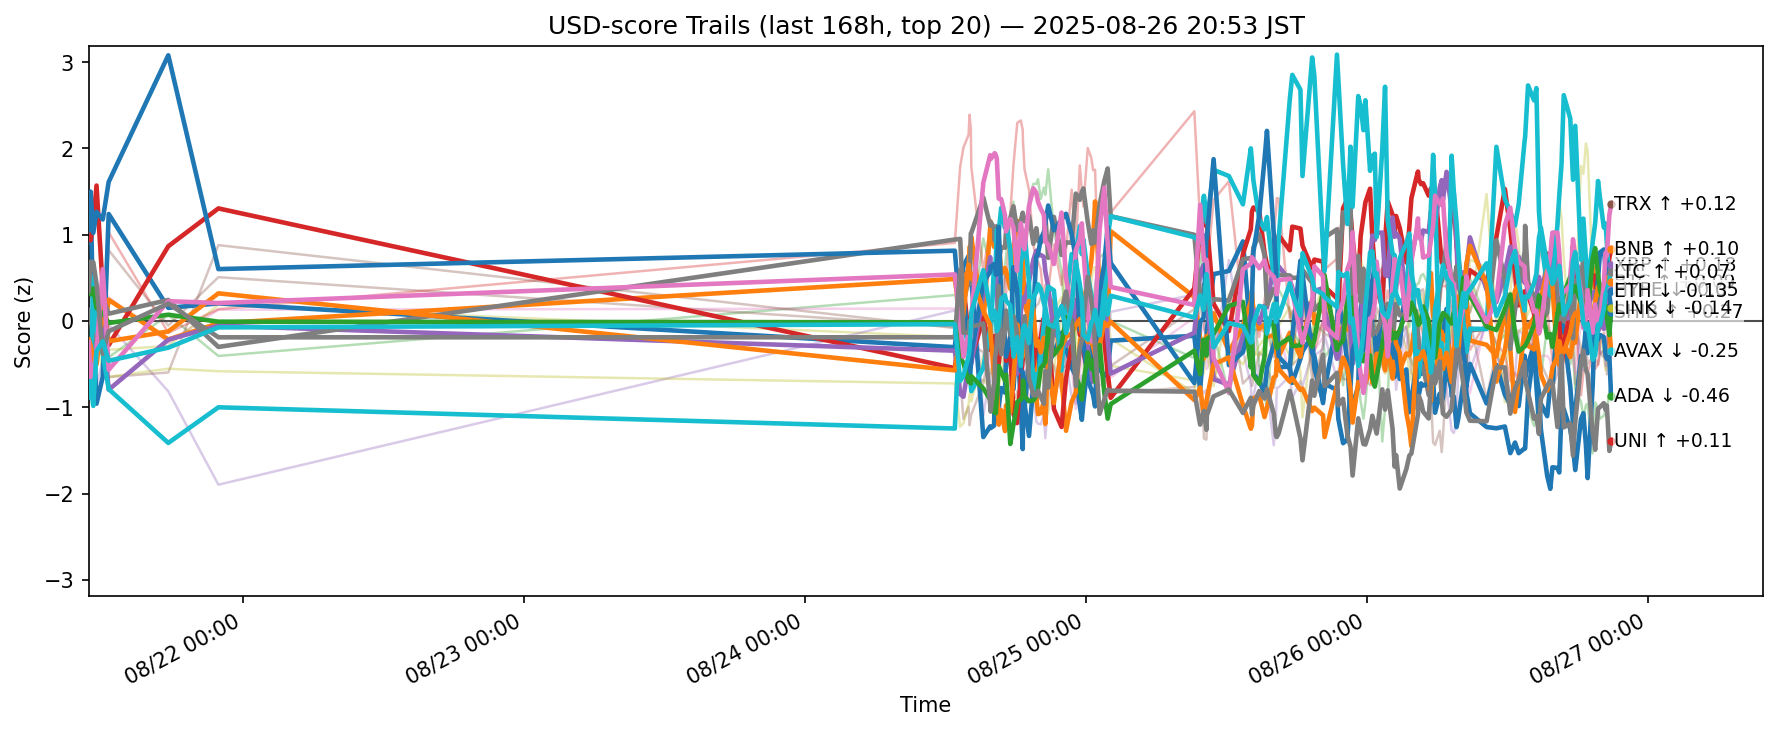 USD-score Trails (last 168h, top 20) — 2025-08-26 20:53 JST
Score (z)
3
2
1
0
−1
−2
−3
TRX ↑ +0.12
BNB ↑ +0.10
LTC ↑ +0.07
ETH ↓ -0.13
LINK ↓ -0.14
AVAX ↓ -0.25
ADA ↓ -0.46
UNI ↑ +0.11
08/22 00:00
08/23 00:00
08/24 00:00
08/25 00:00
08/26 00:00
08/27 00:00
Time